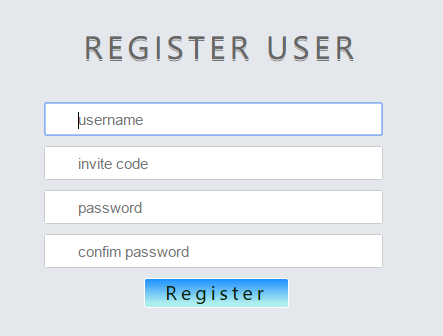 REGISTER USER
username
invite code
password
confim password
Register